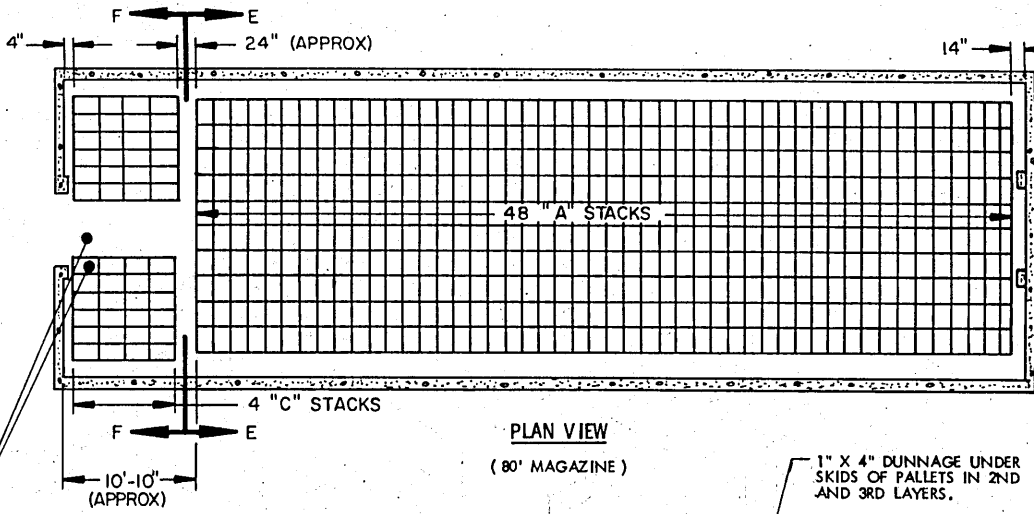 F E
4" 24" (APPROX) 14"
48 "A" STACKS
4 "C" STACKS
F E
PLAN VIEW
(80' MAGAZINE)
10'-10"
(APPROX)
1" X 4" DUNNAGE UNDER
SKIDS OF PALLETS IN 2ND
AND 3RD LAYERS.